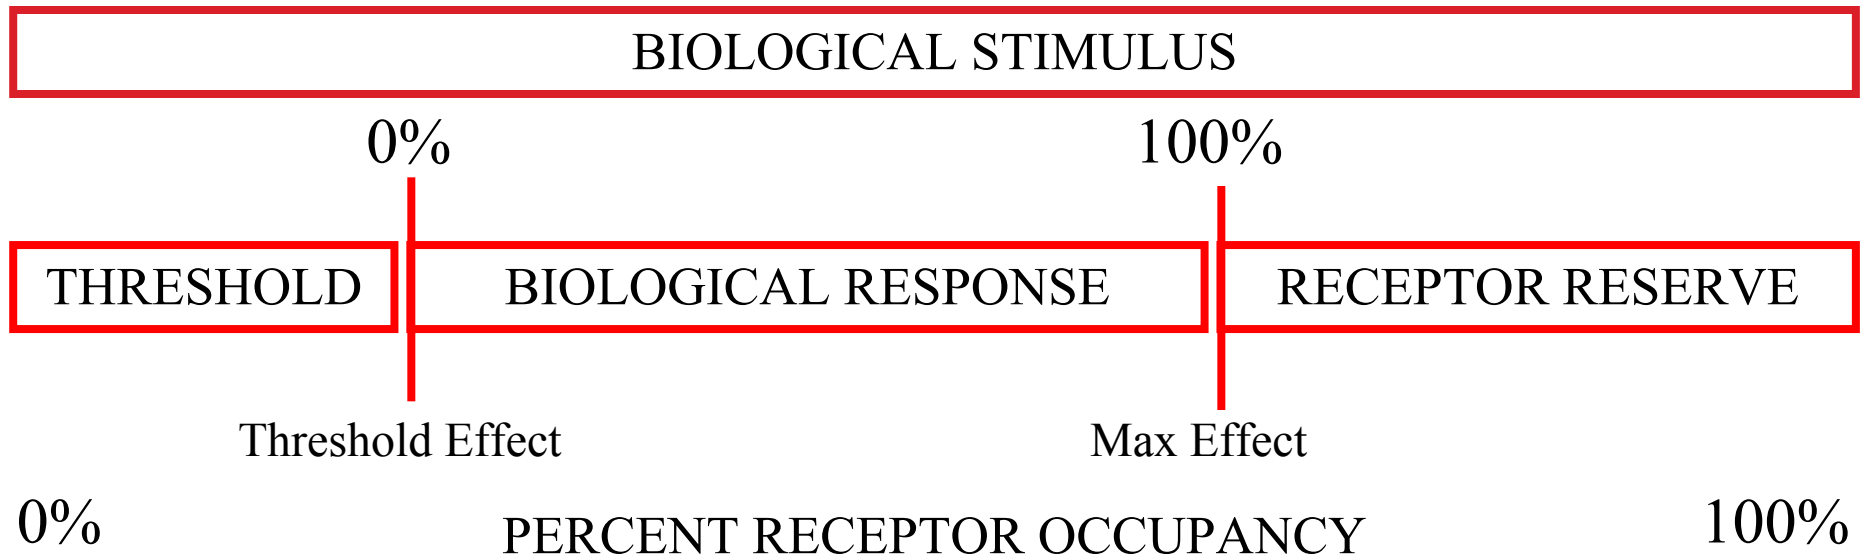 BIOLOGICAL STIMULUS
0% 100%
THRESHOLD BIOLOGICAL RESPONSE RECEPTOR RESERVE
Threshold Effect Max Effect
0% PERCENT RECEPTOR OCCUPANCY 100%